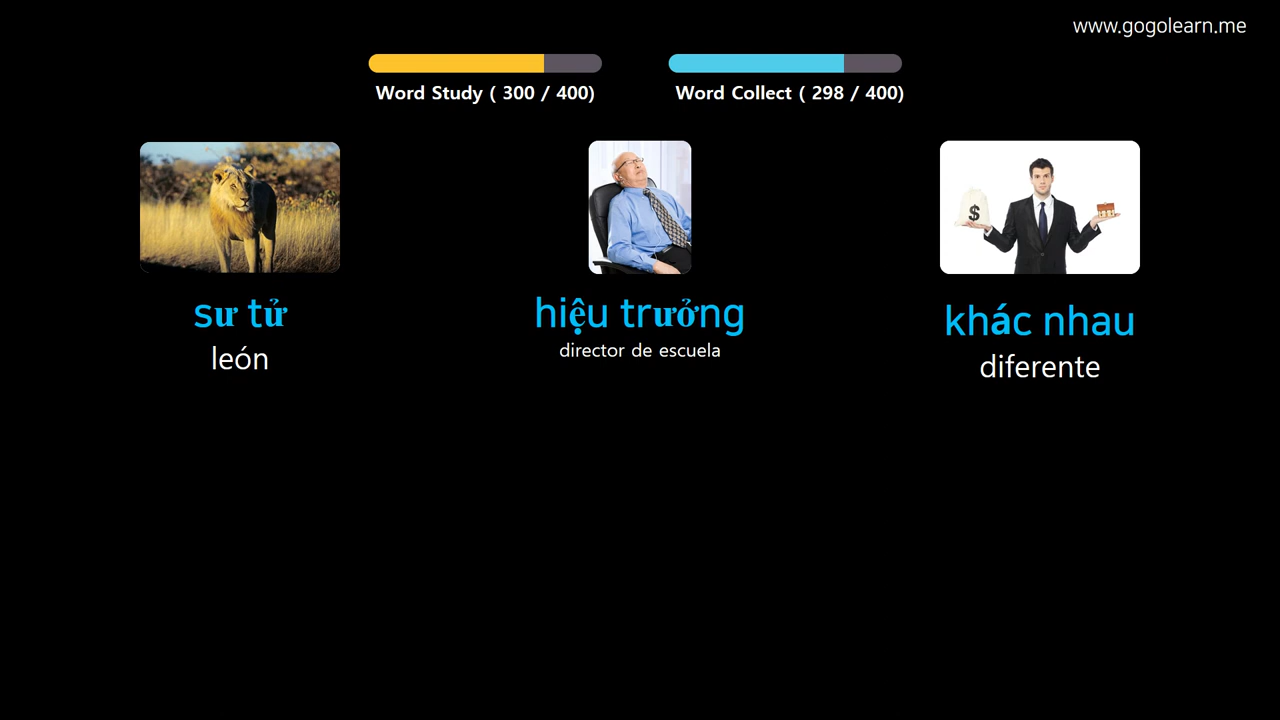 www.gogolearn.me
Word Study ( 300 / 400)
Word Collect ( 298 / 400)
$
sư tử
león
hiệu trưởng
director de escuela
khác nhau
diferente